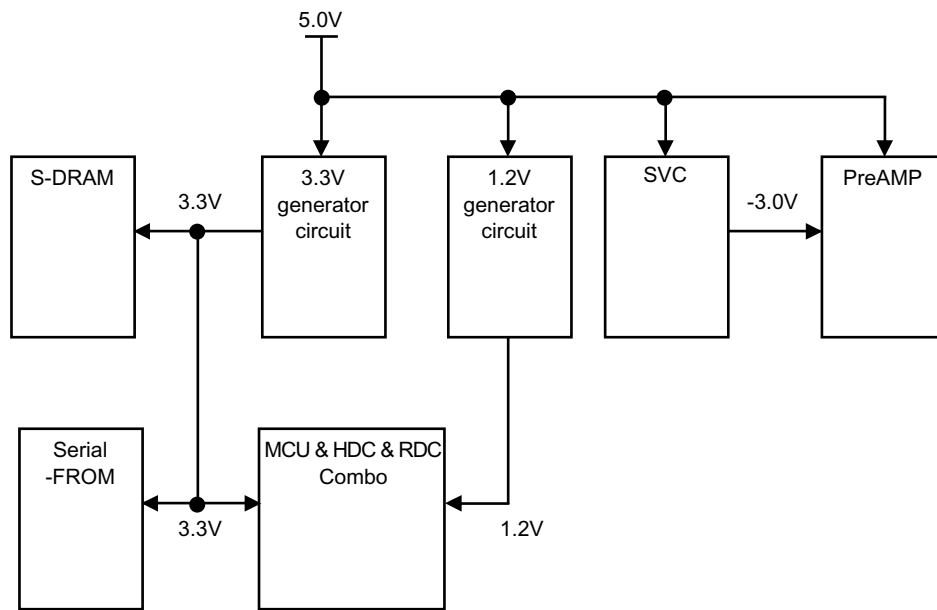 5.0V
S-DRAM
3.3V
3.3V
generator
circuit
1.2V
generator
circuit
SVC
-3.0V
PreAMP
Serial
-FROM
3.3V
MCU & HDC & RDC
Combo
1.2V